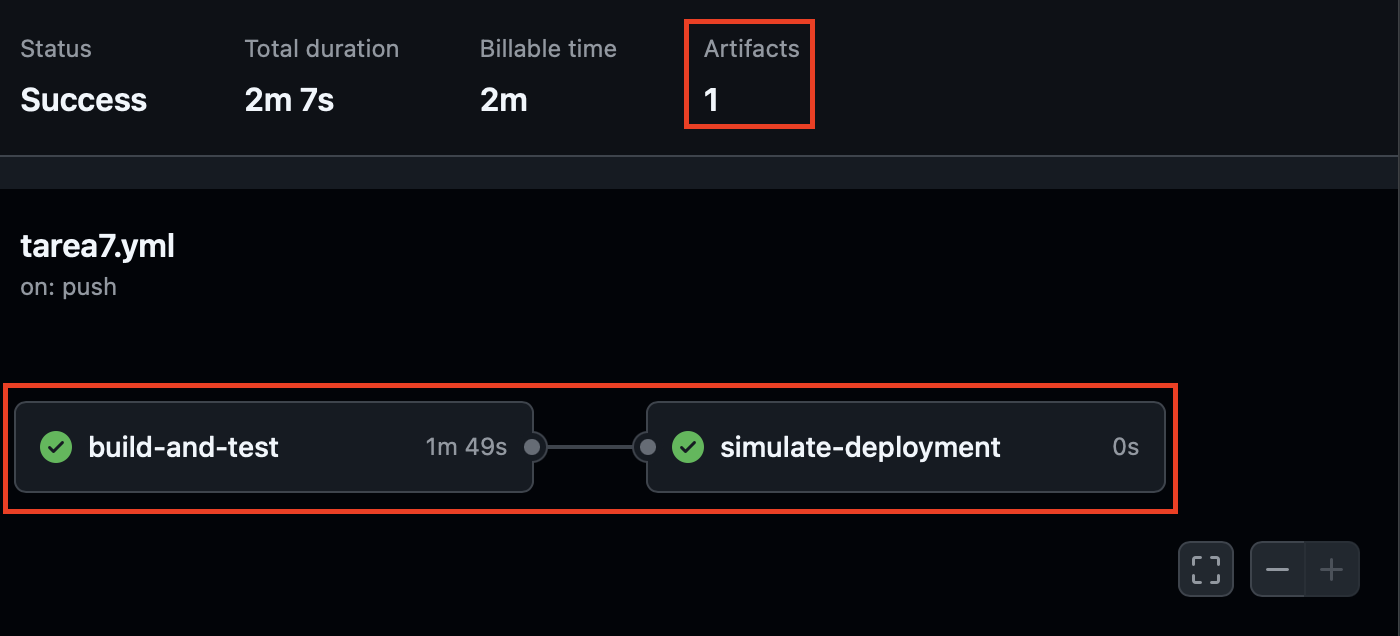 Status Total duration Billable time Artifacts
Success 2m 7s 2m 1
tarea7.yml
on: push
build-and-test 1m 49s simulate-deployment 0s